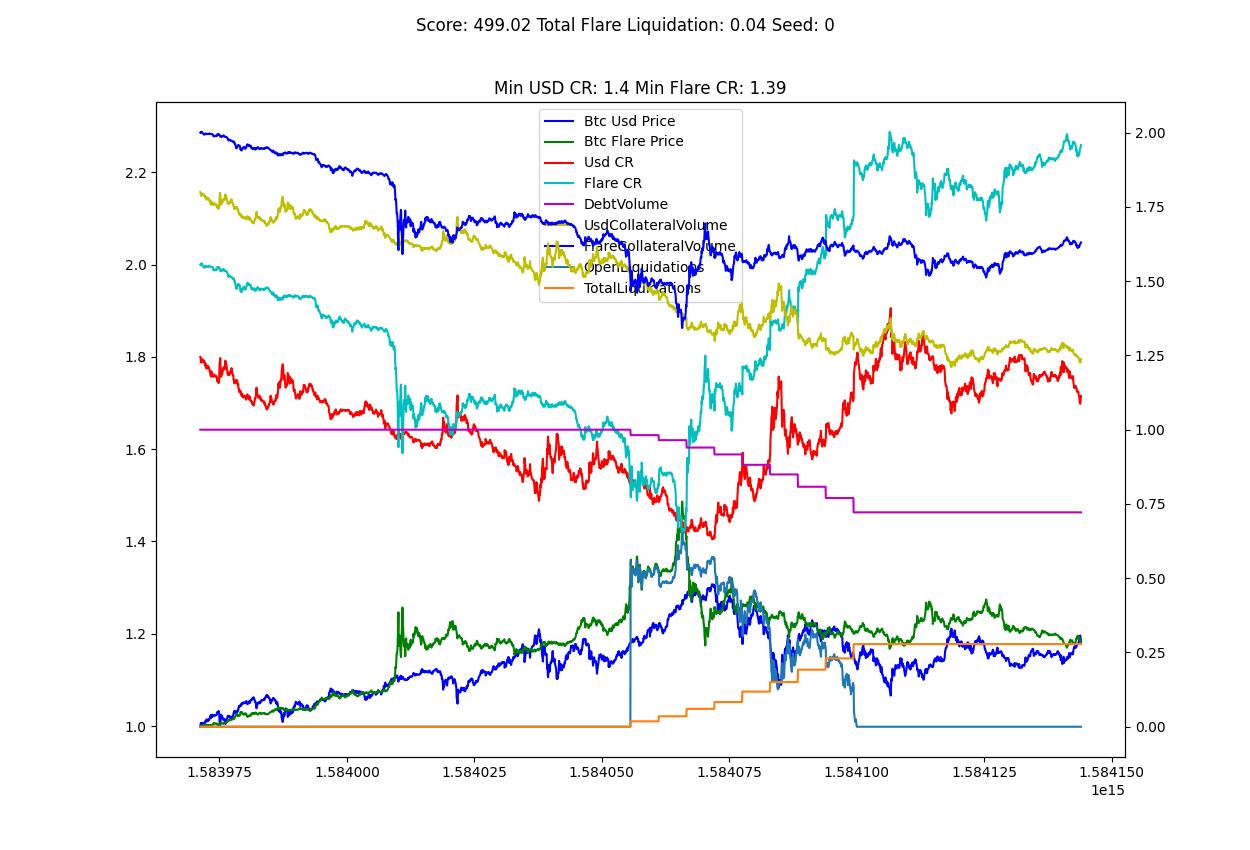 Score: 499.02 Total Flare Liquidation: 0.04 Seed: 0
Min USD CR: 1.4 Min Flare CR: 1.39
Btc Usd Price
Btc Flare Price
Usd CR
Flare CR
DebtVolume
UsdCollateralVolume
FlareCollateralVolume
OpenLiquidations
TotalLiquidations
2.2
2.0
1.8
1.6
1.4
1.2
1.0
2.00
1.75
1.50
1.25
1.00
0.75
0.50
0.25
0.00
1.583975 1.584000 1.584025 1.584050 1.584075 1.584100 1.584125 1.584150
1e15